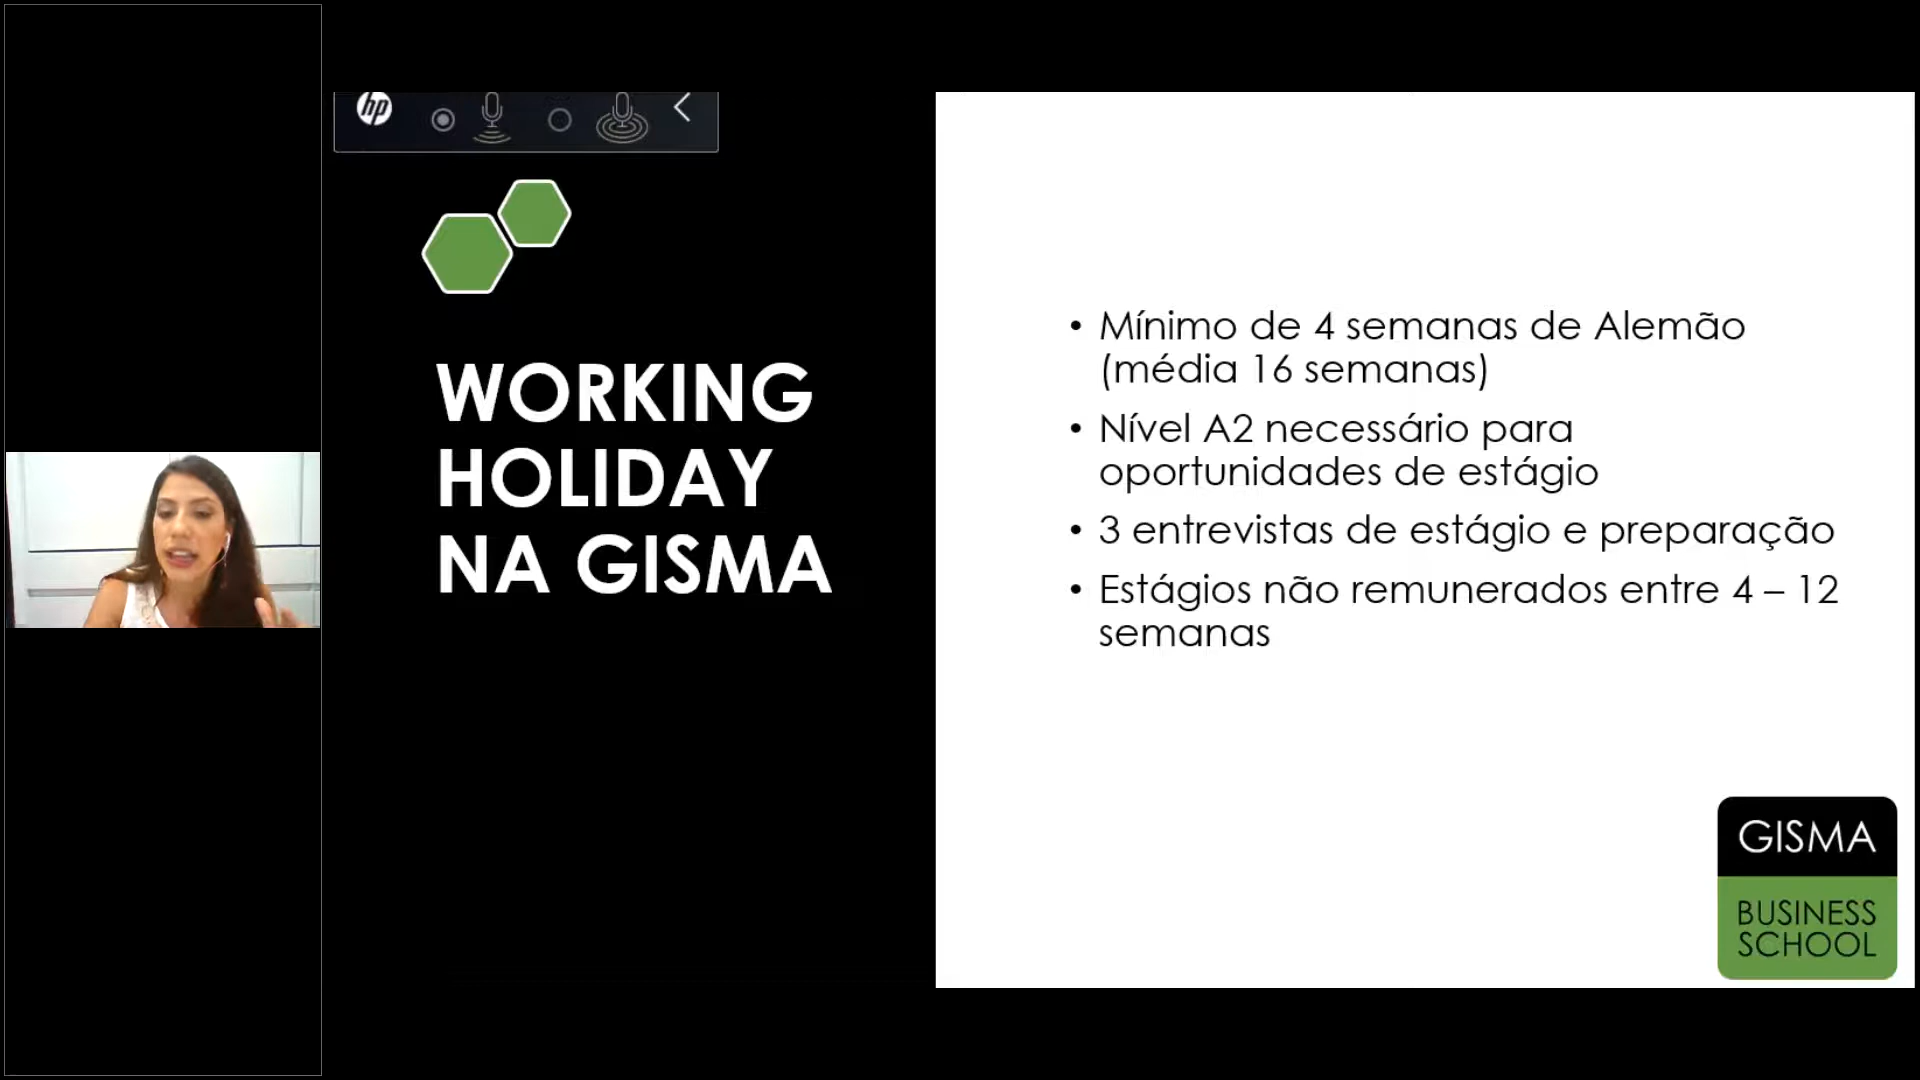 hp
WORKING
HOLIDAY
NA GISMA
• Mínimo de 4 semanas de Alemão
(média 16 semanas)
• Nível A2 necessário para
oportunidades de estágio
• 3 entrevistas de estágio e preparação
• Estágios não remunerados entre 4 – 12
semanas
GISMA
BUSINESS
SCHOOL